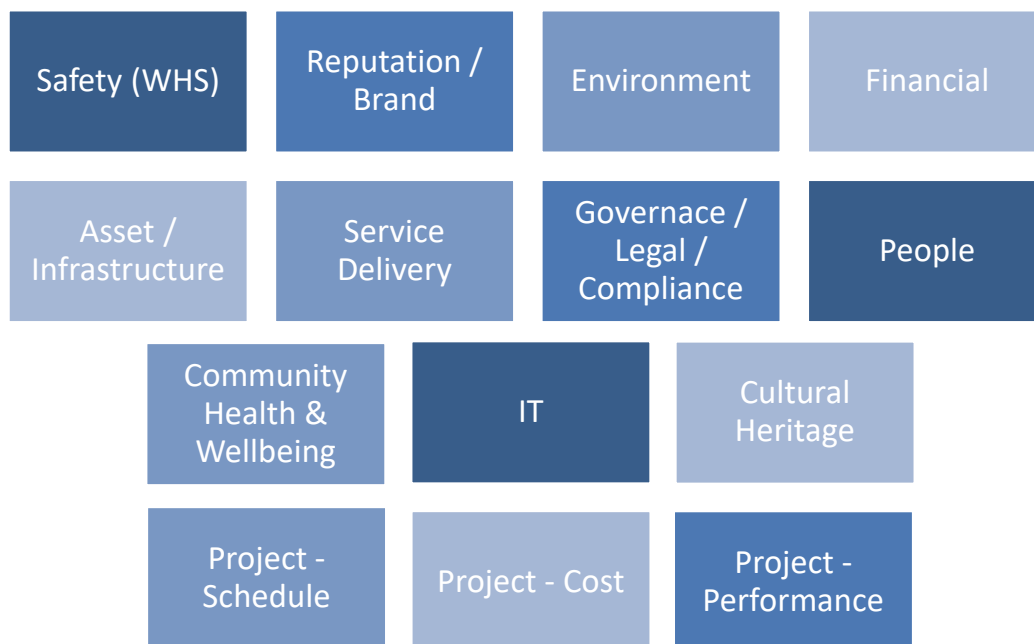 Safety (WHS)
Reputation /
Brand
Environment
Financial
Asset /
Infrastructure
Service
Delivery
Governace /
Legal /
Compliance
People
Community
Health &
Wellbeing
IT
Cultural
Heritage
Project -
Schedule
Project - Cost
Project -
Performance